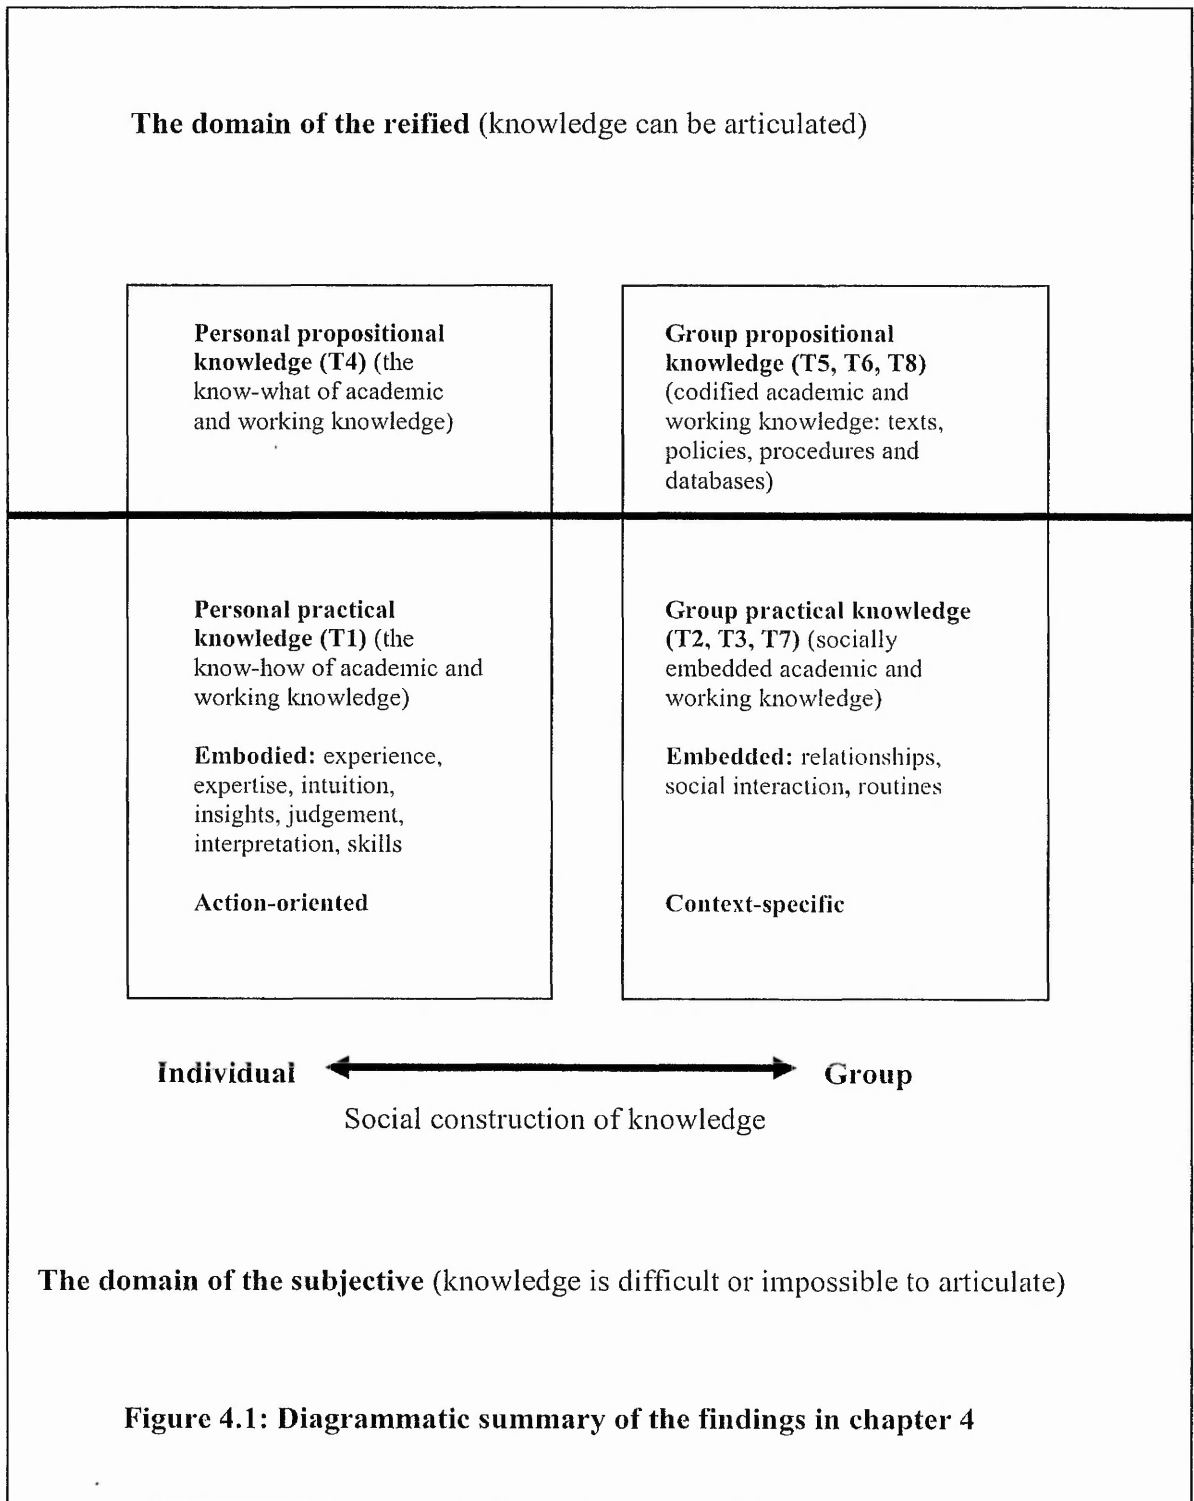 The domain of the reified (knowledge can be articulated)
Personal propositional
knowledge (T4) (the
know-what of academic
and working knowledge)
Group propositional
knowledge (T5, T6, T8)
(codified academic and
working knowledge: texts,
policies, procedures and
databases)
Personal practical
knowledge (T1) (the
know-how of academic and
working knowledge)
Embodied: experience,
expertise, intuition,
insights, judgement,
interpretation, skills
Action-oriented
Group practical knowledge
(T2, T3, T7) (socially
embedded academic and
working knowledge)
Embedded: relationships,
social interaction, routines
Context-specific
Individual
Group
Social construction of knowledge
The domain of the subjective (knowledge is difficult or impossible to articulate)
Figure 4.1: Diagrammatic summary of the findings in chapter 4